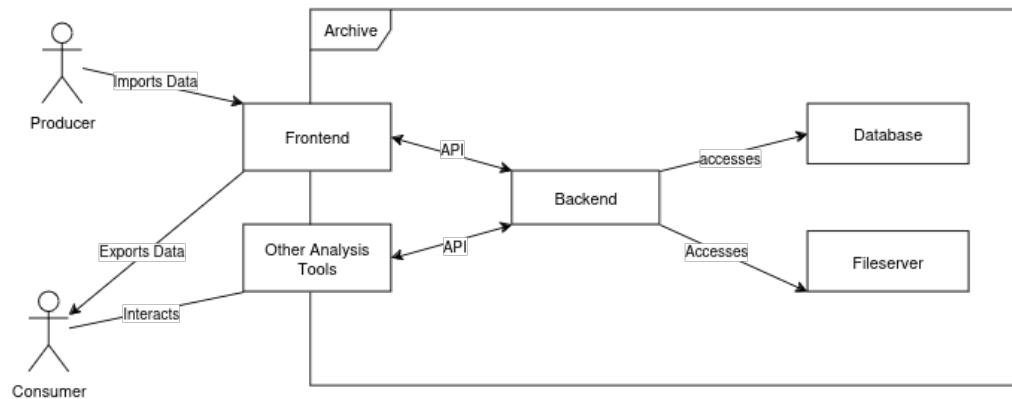 Archive
Imports Data
Producer
Frontend
API
accesses
Database
Backend
Exports Data
Other Analysis
Tools
API
Accesses
Fileserver
Interacts
Consumer